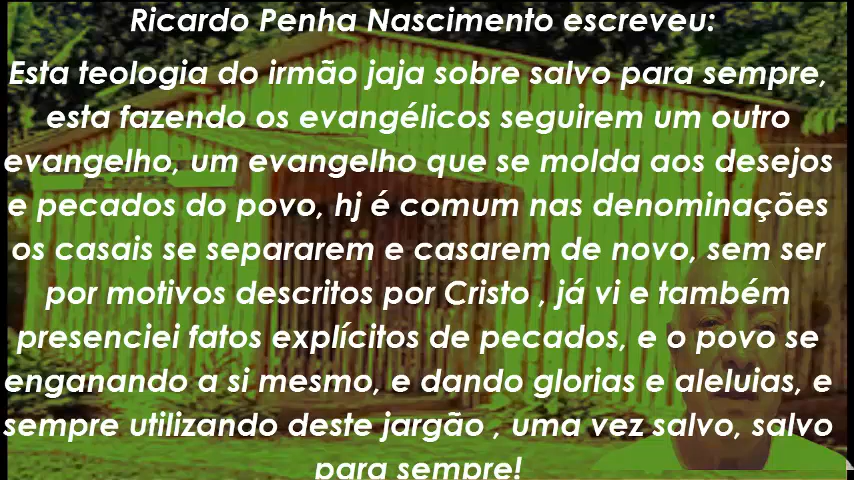 Ricardo Penha Nascimento escreveu:
Esta teologia do irmão jaja sobre salvo para sempre,
esta fazendo os evangélicos seguirem um outro
evangelho, um evangelho que se molda aos desejos
e pecados do povo, hj é comum nas denominações
os casais se separarem e casarem de novo, sem ser
por motivos descritos por Cristo , já vi e também
presenciei fatos explícitos de pecados, e o povo se
enganando a si mesmo, e dando glorias e aleluias, e
sempre utilizando deste jargão , uma vez salvo, salvo
para sempre!